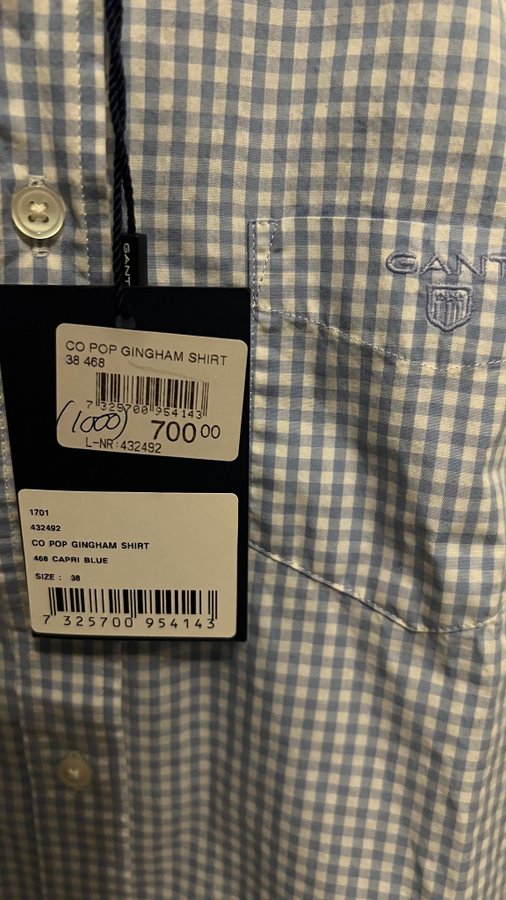 GANT
GANT
CO POP GINGHAM SHIRT
38 468
7 325700 954143
(1000) 700 00
L-NR:432492
1701
432492
CO POP GINGHAM SHIRT
468 CAPRI BLUE
SIZE : 38
7 325700 954143